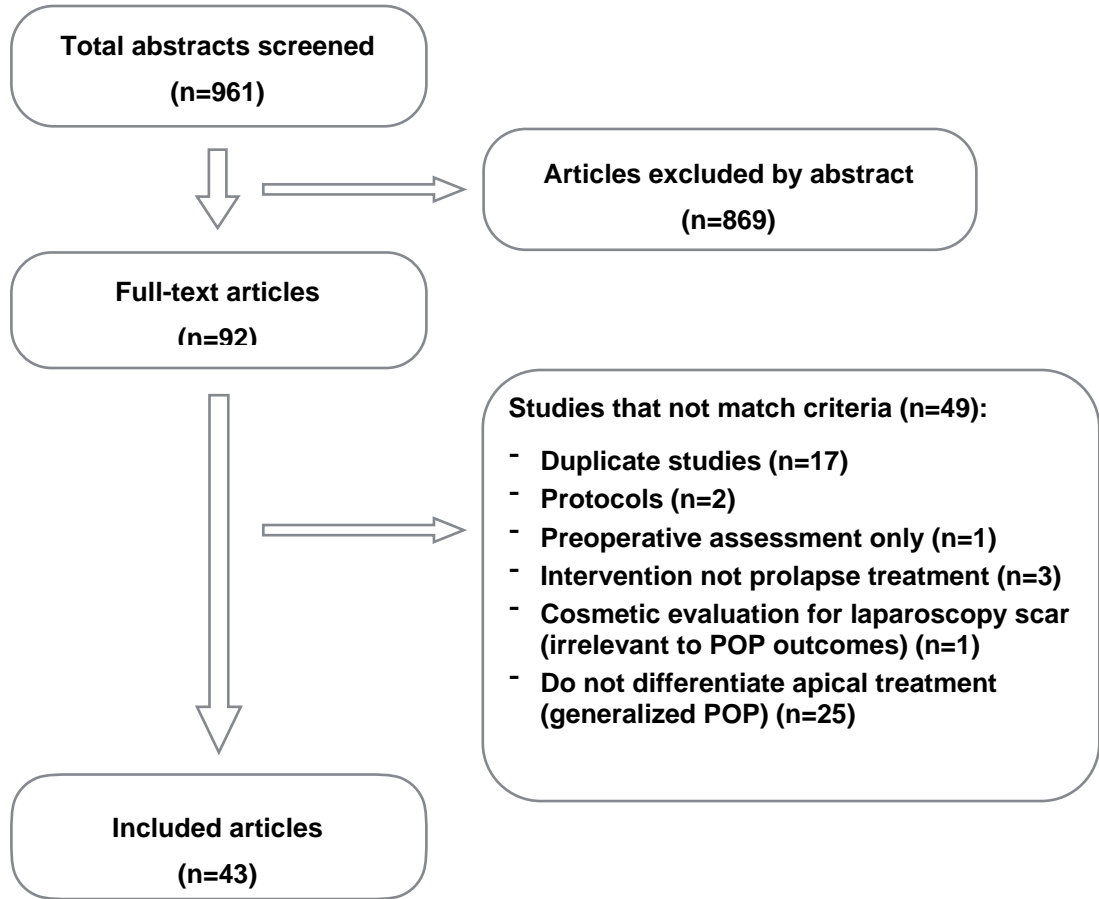 Total abstracts screened
(n=961)
Articles excluded by abstract
(n=869)
Full-text articles
(n=92)
Studies that not match criteria (n=49):
- Duplicate studies (n=17)
- Protocols (n=2)
- Preoperative assessment only (n=1)
- Intervention not prolapse treatment (n=3)
- Cosmetic evaluation for laparoscopy scar
(irrelevant to POP outcomes) (n=1)
- Do not differentiate apical treatment
(generalized POP) (n=25)
Included articles
(n=43)